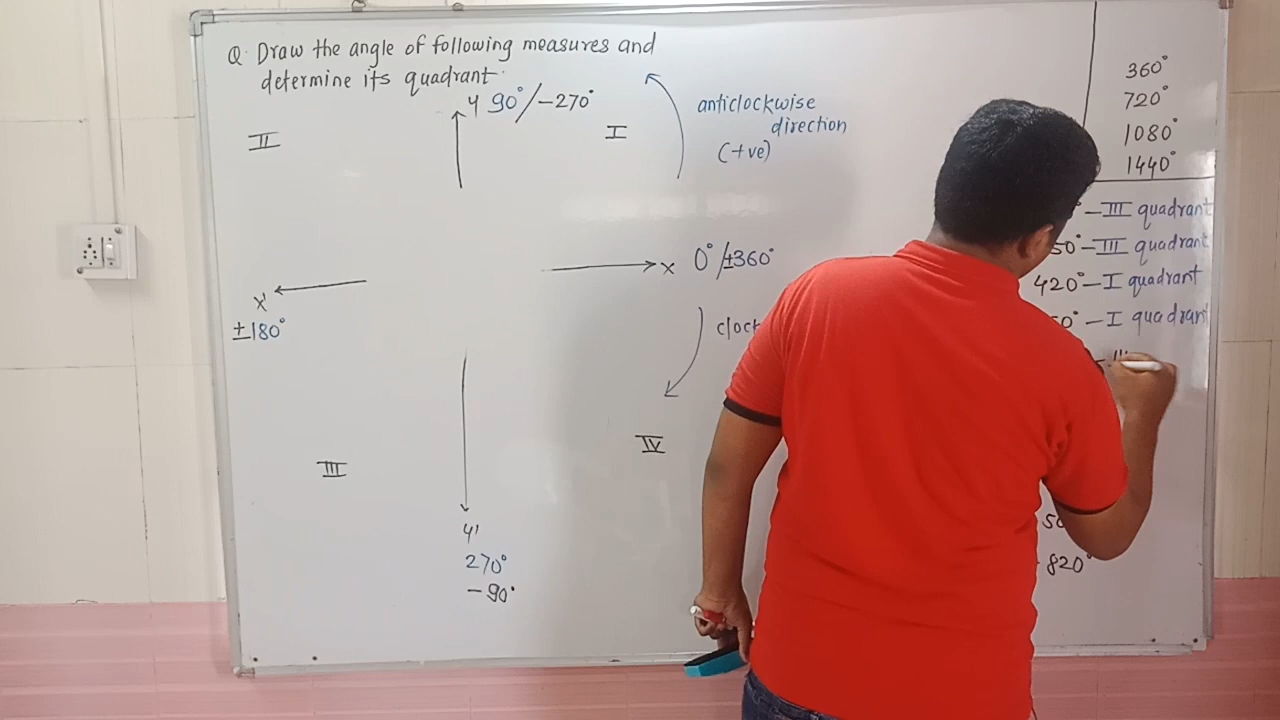 Q. Draw the angle of following measures and
determine its quadrant.
Y 90°/-270°
II
I
anticlockwise
direction
(+ve)
X 0°/±360°
X'
±180°
III
IV
Y'
270°
-90°
360°
720°
1080°
1440°
- III quadrant
- III quadrant
420° - I quadrant
- I quadrant
820°